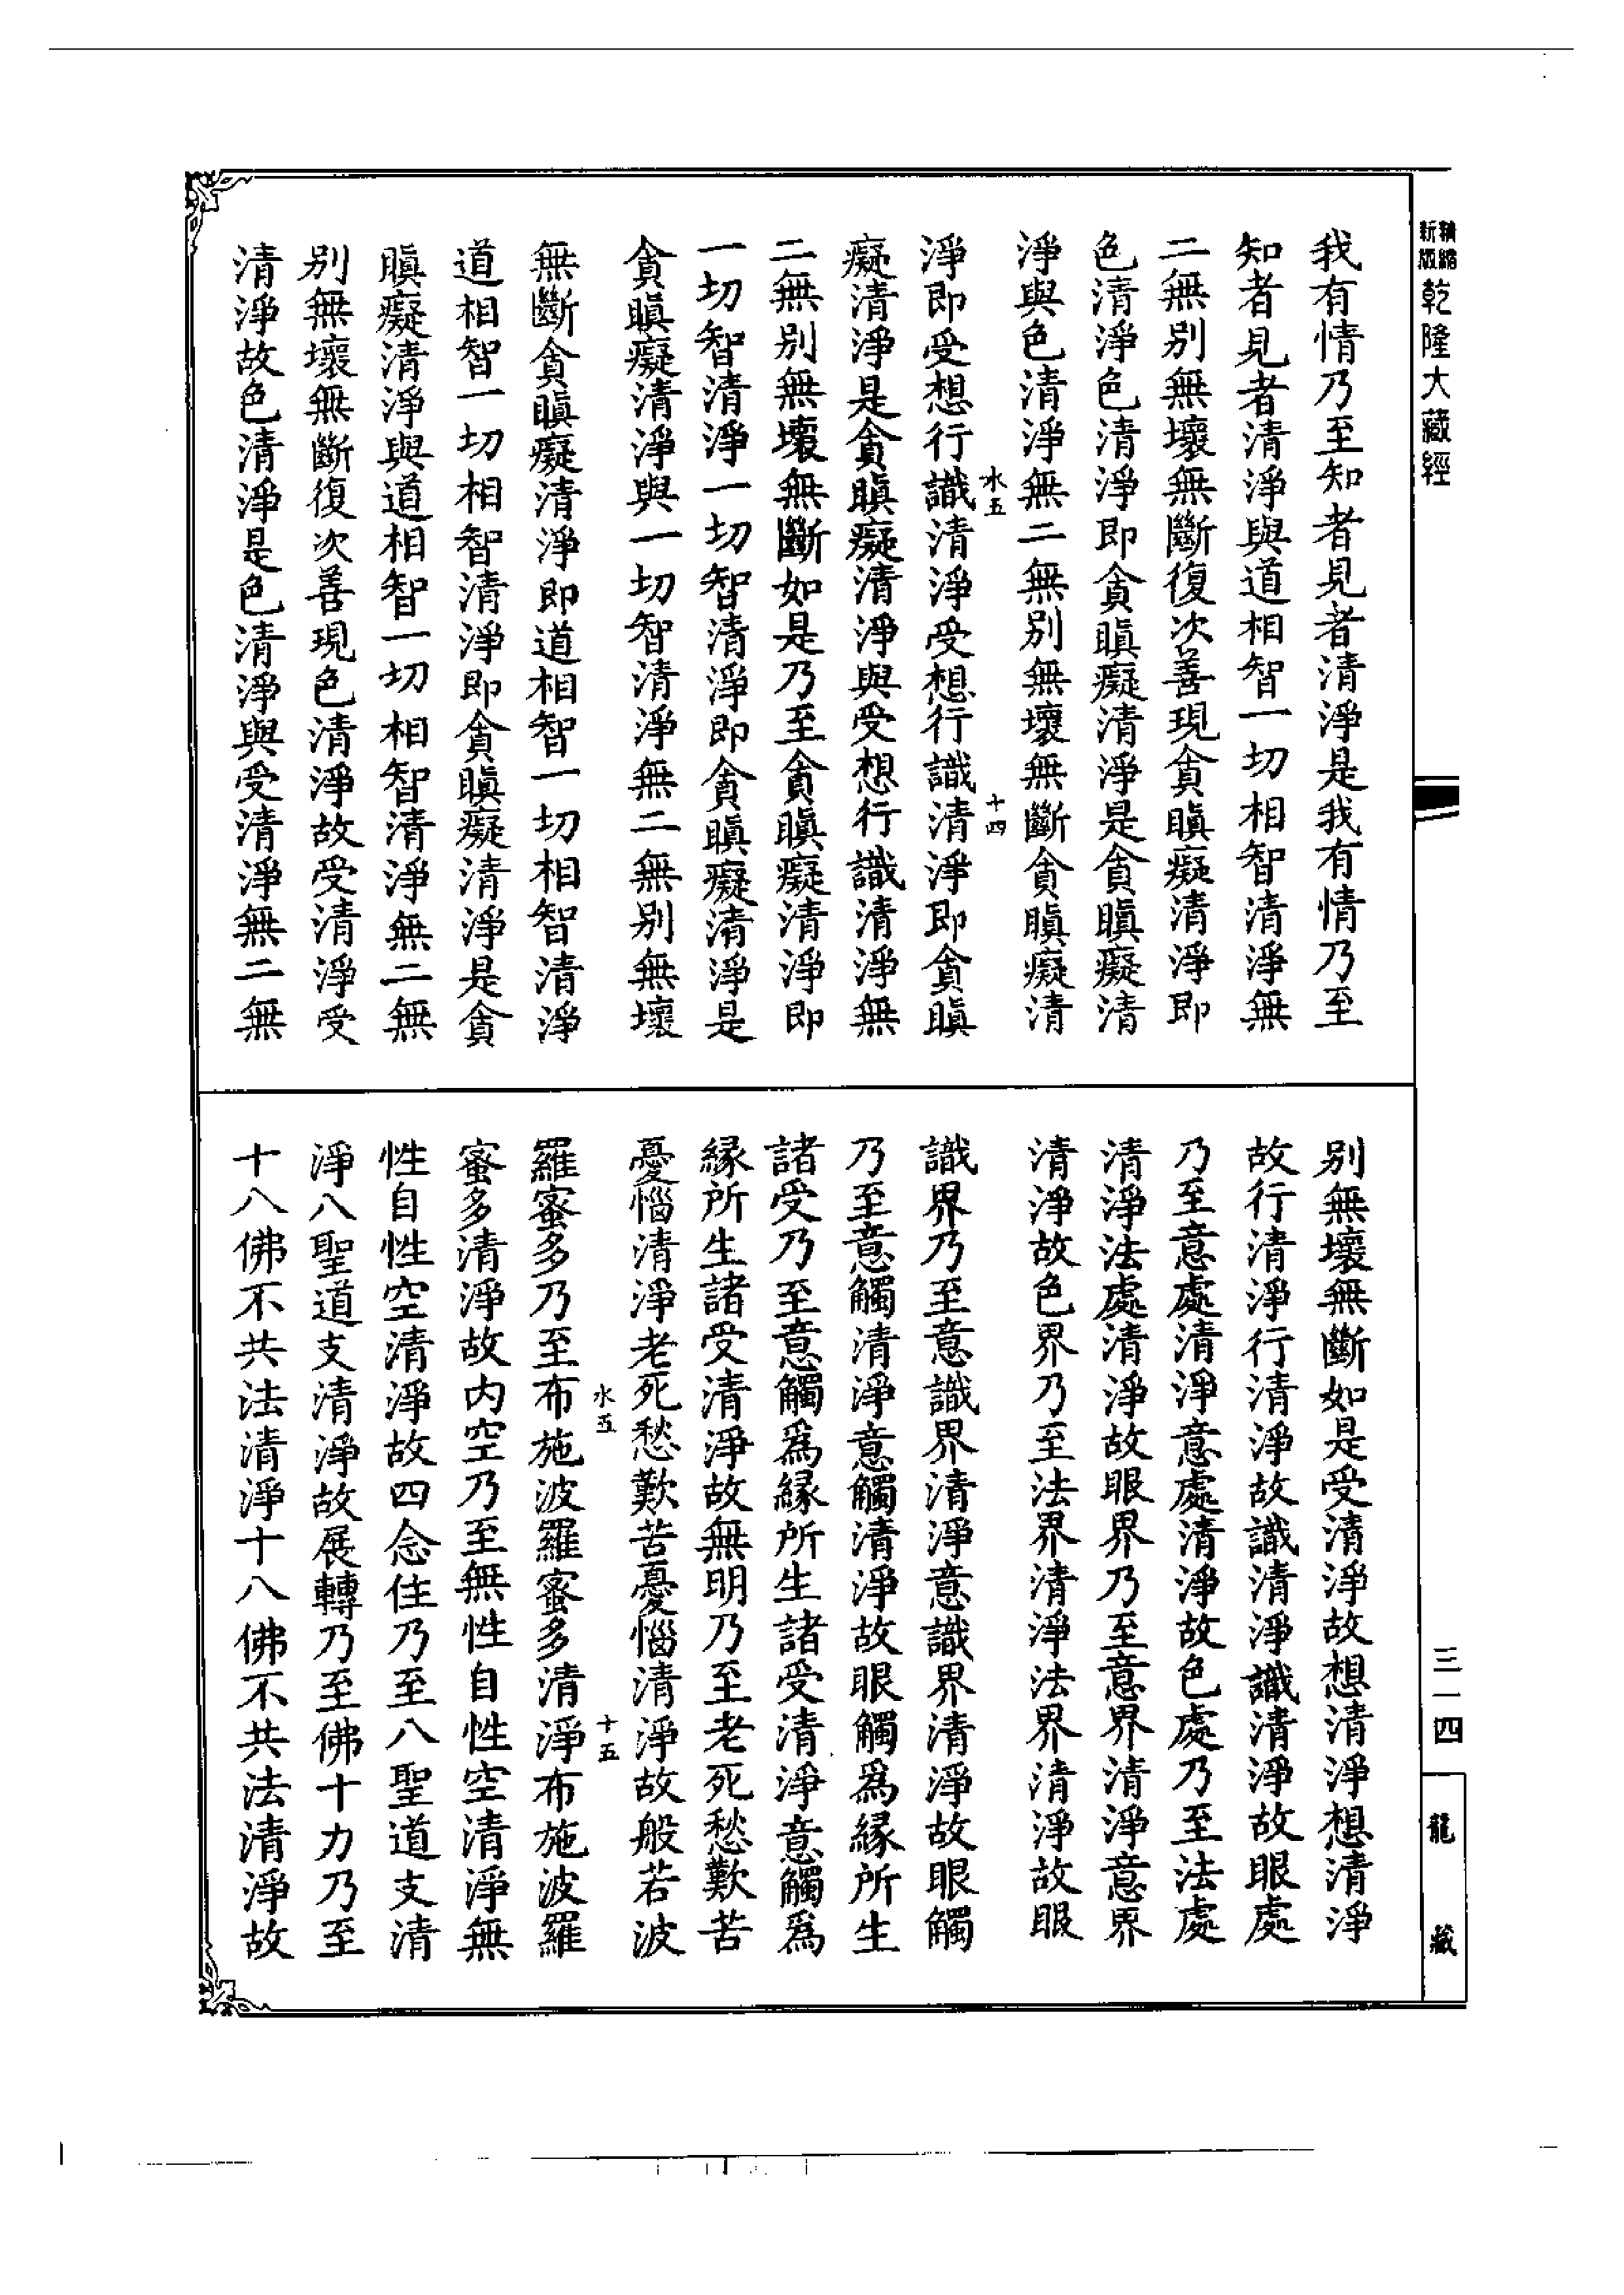 精縮新版乾隆大藏經
三一四
龍藏
我有情乃至知者見者清淨是我有情乃至
知者見者清淨與道相智一切相智清淨無
二無別無壞無斷復次善現貪瞋癡清淨即
色清淨色清淨即貪瞋癡清淨是貪瞋癡清
淨與色清淨無二無別無壞無斷貪瞋癡清
水五
十四
淨即受想行識清淨受想行識清淨即貪瞋
癡清淨是貪瞋癡清淨與受想行識清淨無
二無別無壞無斷如是乃至貪瞋癡清淨即
一切智清淨一切智清淨即貪瞋癡清淨是
貪瞋癡清淨與一切智清淨無二無別無壞
無斷貪瞋癡清淨即道相智一切相智清淨
道相智一切相智清淨即貪瞋癡清淨是貪
瞋癡清淨與道相智一切相智清淨無二無
別無壞無斷復次善現色清淨故受清淨受
清淨故色清淨是色清淨與受清淨無二無
別無壞無斷如是受清淨故想清淨想清淨
故行清淨行清淨故識清淨識清淨故眼處
乃至意處清淨意處清淨故色處乃至法處
清淨法處清淨故眼界乃至意界清淨意界
清淨故色界乃至法界清淨法界清淨故眼
識界乃至意識界清淨意識界清淨故眼觸
乃至意觸清淨意觸清淨故眼觸爲緣所生
諸受乃至意觸爲緣所生諸受清淨意觸爲
緣所生諸受清淨故無明乃至老死愁歎苦
憂惱清淨老死愁歎苦憂惱清淨故般若波
水五
十五
羅蜜多乃至布施波羅蜜多清淨布施波羅
蜜多清淨故內空乃至無性自性空清淨無
性自性空清淨故四念住乃至八聖道支清
淨八聖道支清淨故展轉乃至佛十力乃至
十八佛不共法清淨十八佛不共法清淨故